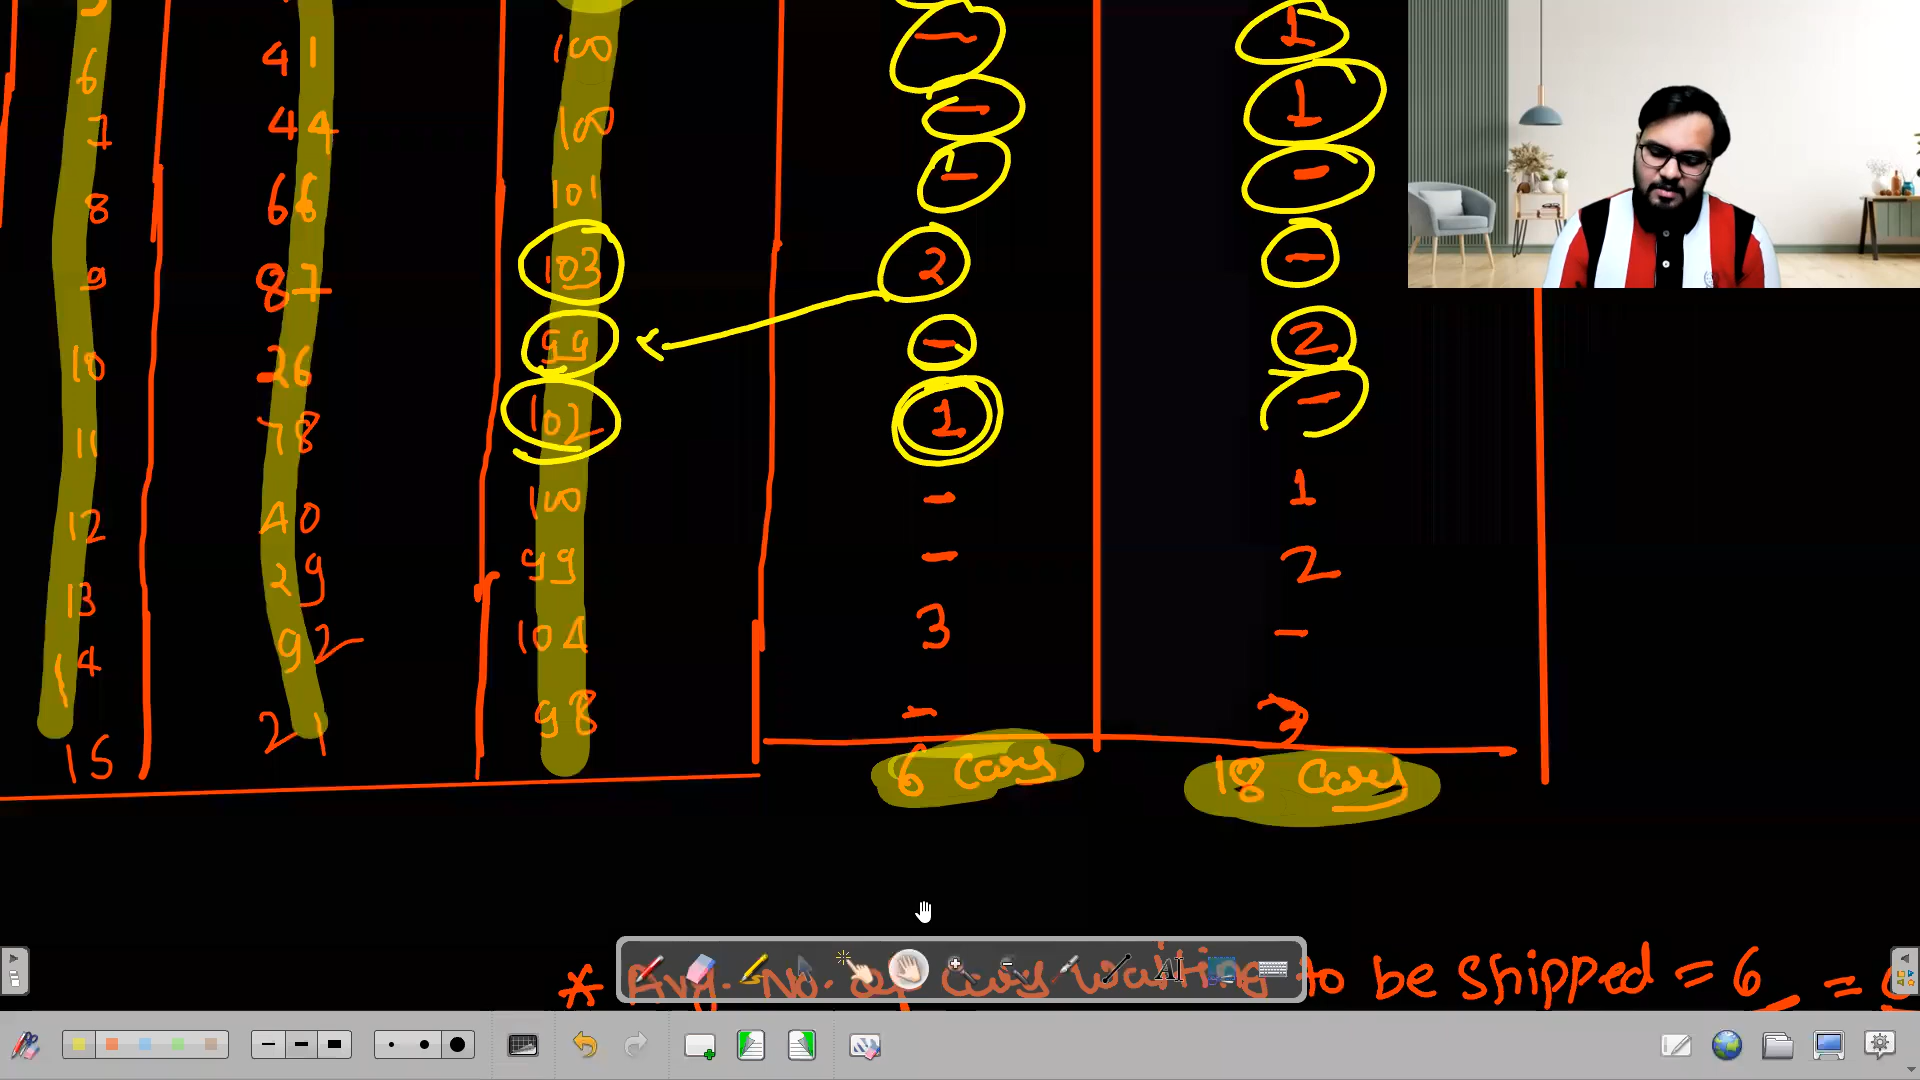 6 41 100 - 1
7 44 100 - 1
8 66 101 - -
9 87 103 2 -
10 26 99 - 2
11 78 102 1 -
12 40 100 - 1
13 29 99 - 2
14 92 104 3 -
15 21 98 - 3
6 Cars 18 Cars
* Avg. No. of Cars waiting to be shipped = 6 =